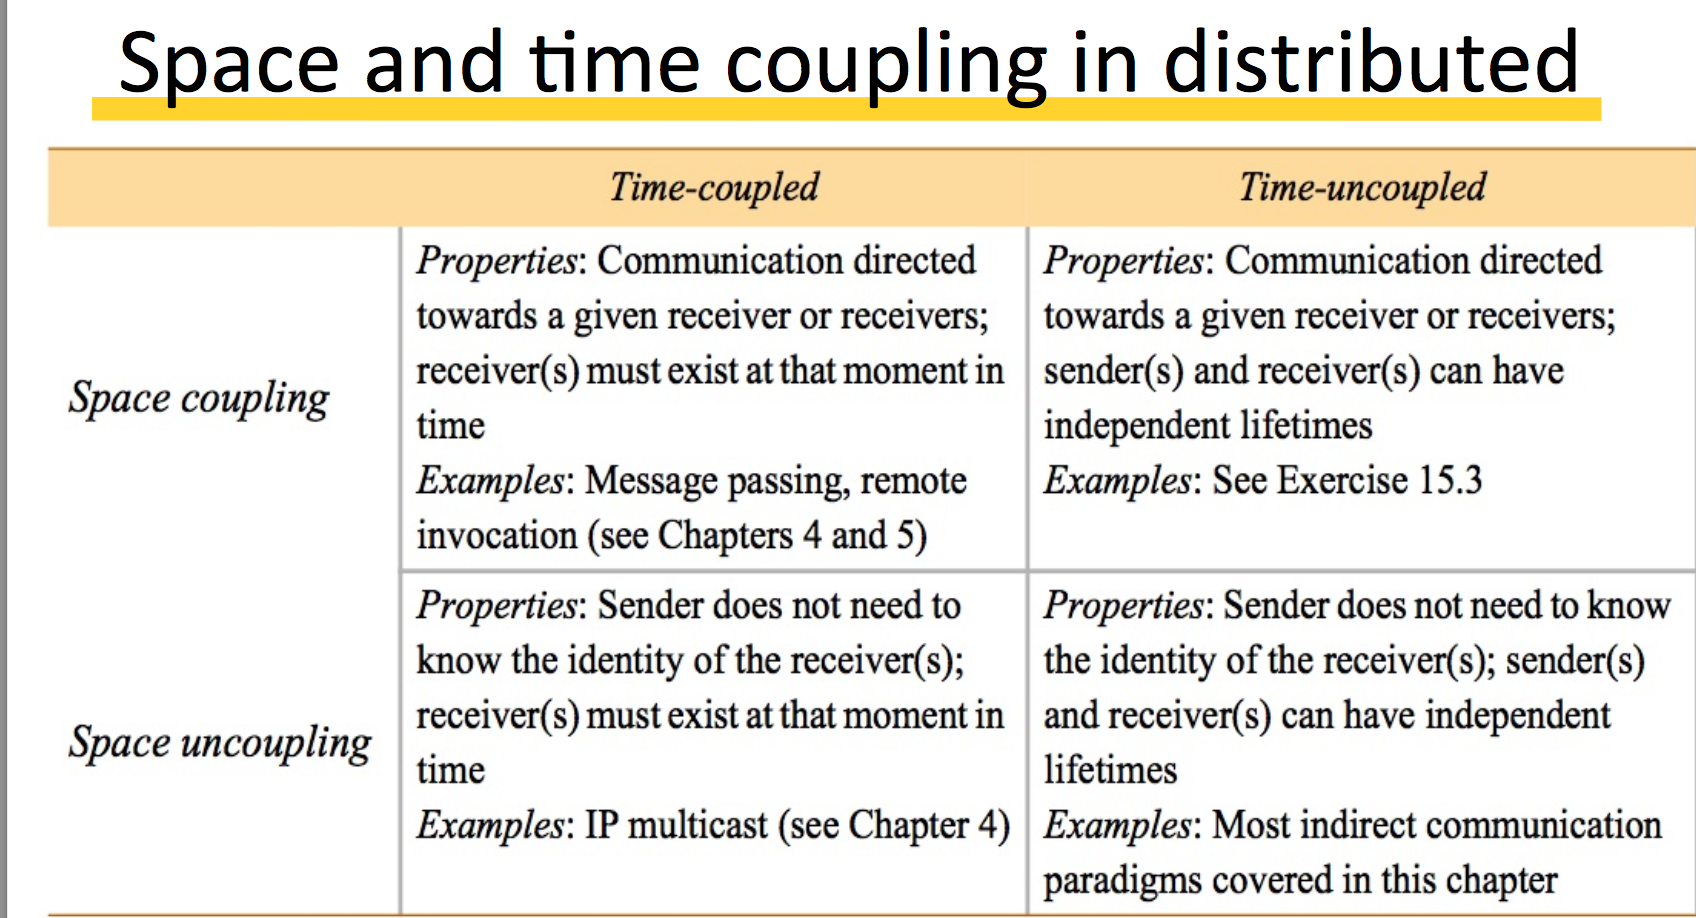 Space and time coupling in distributed
Time-coupled
Time-uncoupled
Space coupling
Properties: Communication directed
towards a given receiver or receivers;
receiver(s) must exist at that moment in
time
Examples: Message passing, remote
invocation (see Chapters 4 and 5)
Properties: Communication directed
towards a given receiver or receivers;
sender(s) and receiver(s) can have
independent lifetimes
Examples: See Exercise 15.3
Space uncoupling
Properties: Sender does not need to
know the identity of the receiver(s);
receiver(s) must exist at that moment in
time
Examples: IP multicast (see Chapter 4)
Properties: Sender does not need to know
the identity of the receiver(s); sender(s)
and receiver(s) can have independent
lifetimes
Examples: Most indirect communication
paradigms covered in this chapter